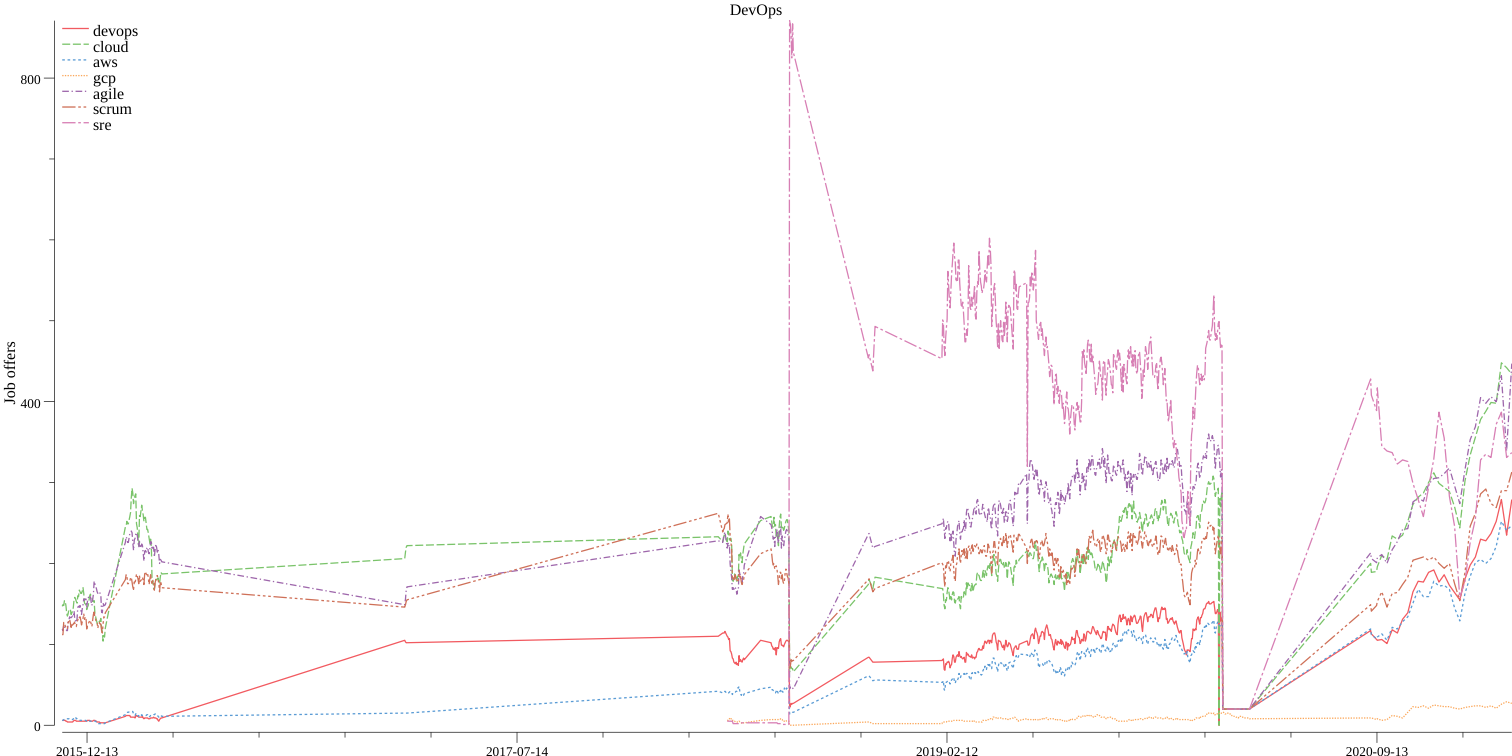 DevOps
devops
cloud
aws
gcp
agile
scrum
sre
800
400
0
Job offers
2015-12-13
2017-07-14
2019-02-12
2020-09-13